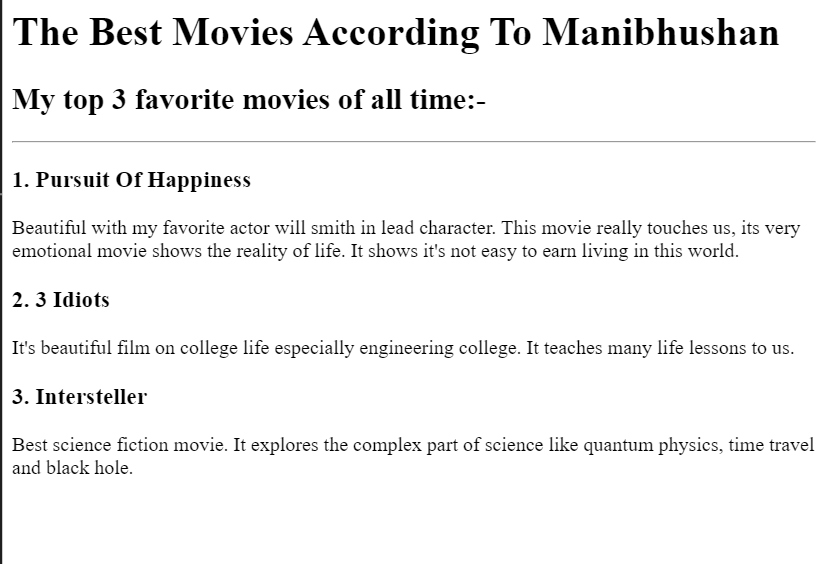 The Best Movies According To Manibhushan
My top 3 favorite movies of all time:-
1. Pursuit Of Happiness
Beautiful with my favorite actor will smith in lead character. This movie really touches us, its very
emotional movie shows the reality of life. It shows it's not easy to earn living in this world.
2. 3 Idiots
It's beautiful film on college life especially engineering college. It teaches many life lessons to us.
3. Intersteller
Best science fiction movie. It explores the complex part of science like quantum physics, time travel
and black hole.